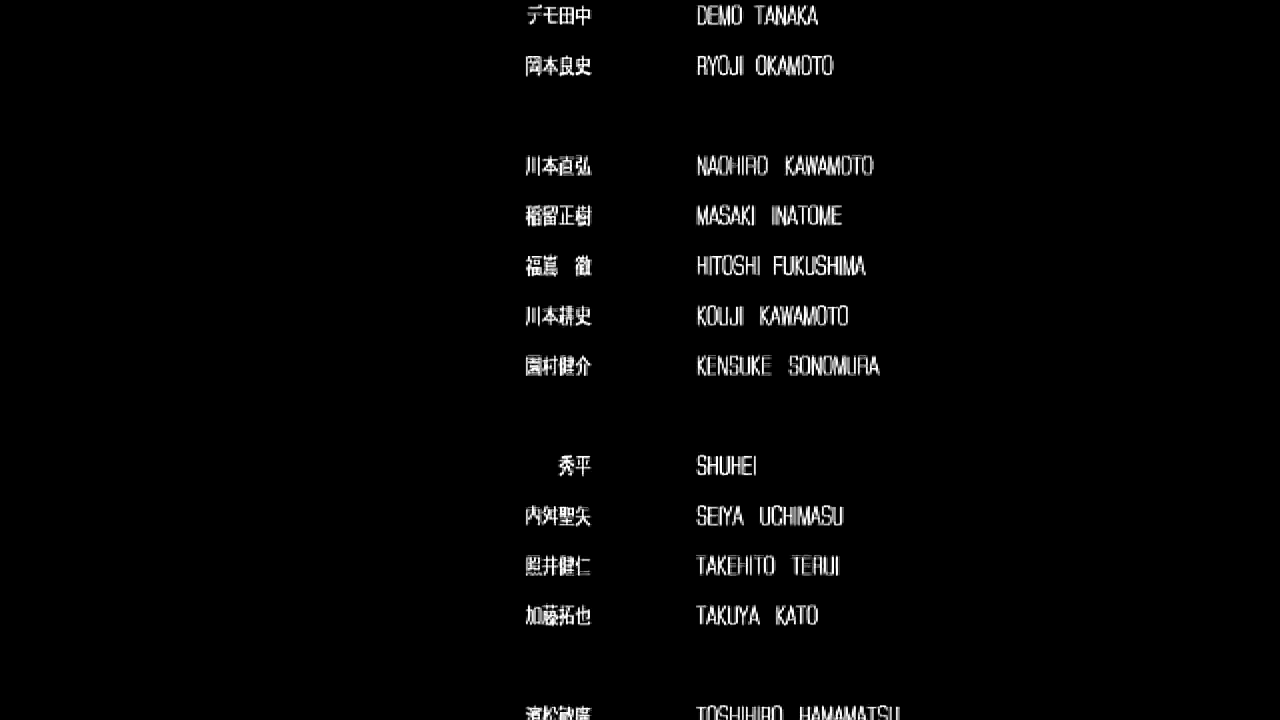 デモ田中 DEMO TANAKA
岡本良史 RYOJI OKAMOTO
川本直弘 NAOHIRO KAWAMOTO
稲留正樹 MASAKI INATOME
福嶌 徹 HITOSHI FUKUSHIMA
川本耕史 KOUJI KAWAMOTO
園村健介 KENSUKE SONOMURA
秀平 SHUHEI
内舛聖矢 SEIYA UCHIMASU
照井健仁 TAKEHITO TERUI
加藤拓也 TAKUYA KATO
TOSHIHIRO HAMAMATSU